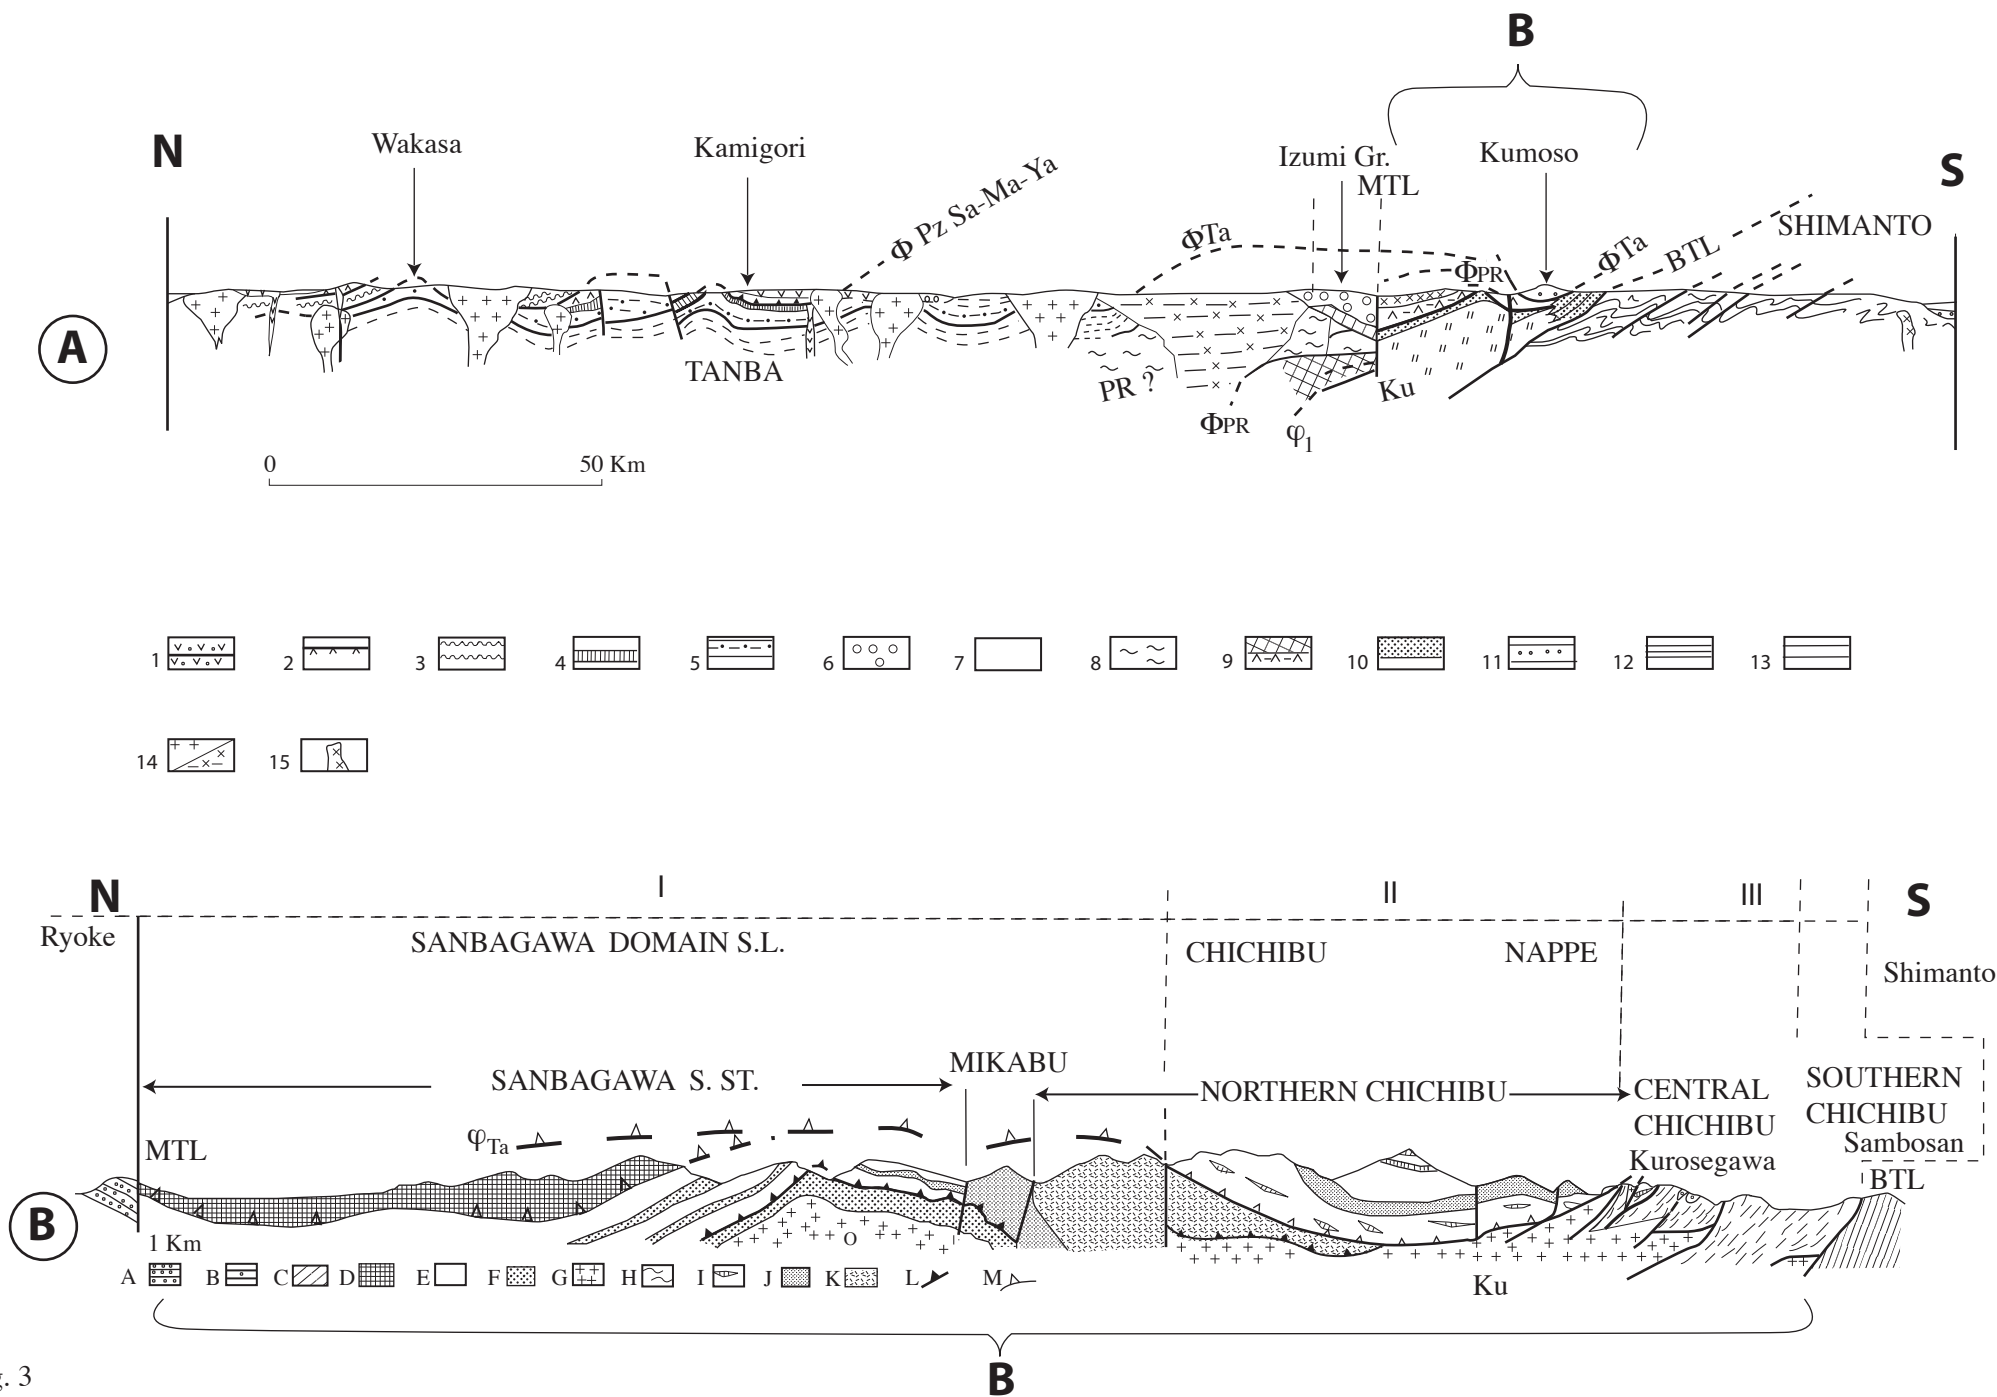 B
N
Wakasa
Kamigori
Φ Pz Sa-Ma-Ya
ΦTa
Izumi Gr.
MTL
Kumoso
S
ΦPR
ΦTa
BTL
SHIMANTO
A
TANBA
PR ?
ΦPR
φ1
Ku
0 50 Km
1 2 3 4 5 6 7 8 9 10 11 12 13
14 15
N I II III S
Ryoke
SANBAGAWA DOMAIN S.L.
CHICHIBU NAPPE
Shimanto
SANBAGAWA S. ST.
MIKABU
NORTHERN CHICHIBU
CENTRAL
CHICHIBU
Kurosegawa
SOUTHERN
CHICHIBU
Sambosan
BTL
MTL
φTa
B
O
1 Km
A B C D E F G H I J K L M
Ku
B
. 3